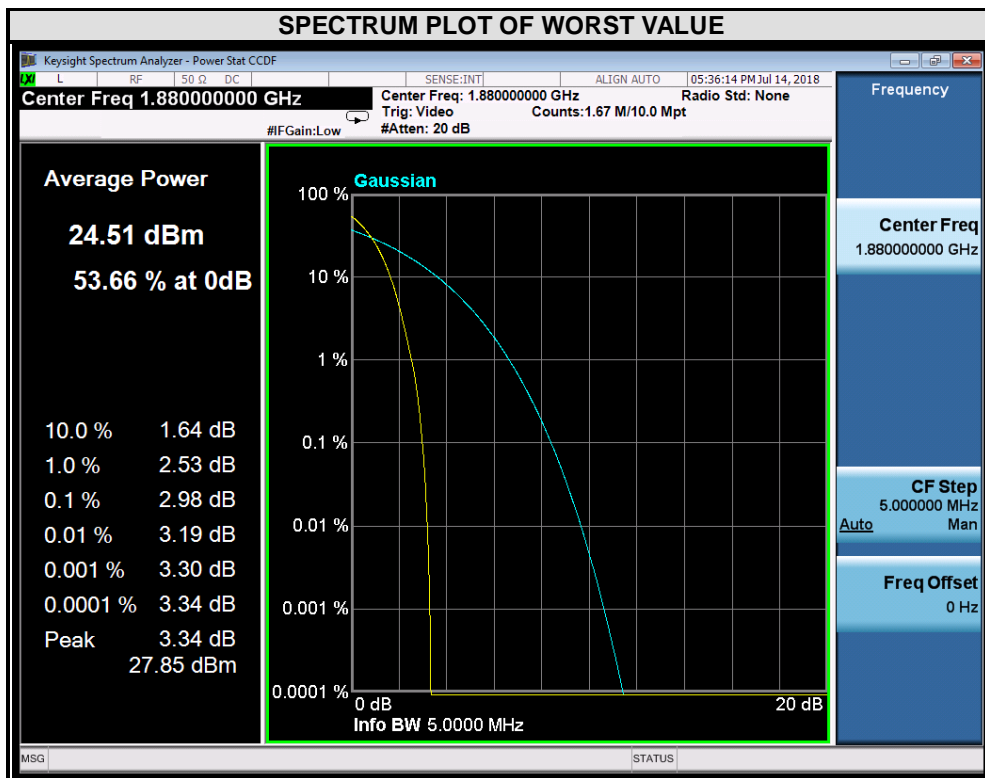 SPECTRUM PLOT OF WORST VALUE
Keysight Spectrum Analyzer - Power Stat CCDF
LXI L RF 50 Ω DC SENSE:INT ALIGN AUTO 05:36:14 PM Jul 14, 2018
Center Freq 1.880000000 GHz
Center Freq: 1.880000000 GHz Radio Std: None
Trig: Video Counts:1.67 M/10.0 Mpt
#IFGain:Low #Atten: 20 dB
Average Power
24.51 dBm
53.66 % at 0dB
10.0 % 1.64 dB
1.0 % 2.53 dB
0.1 % 2.98 dB
0.01 % 3.19 dB
0.001 % 3.30 dB
0.0001 % 3.34 dB
Peak 3.34 dB
27.85 dBm
Gaussian
100 %
10 %
1 %
0.1 %
0.01 %
0.001 %
0.0001 %
0 dB 20 dB
Info BW 5.0000 MHz
Frequency
Center Freq
1.880000000 GHz
CF Step
5.000000 MHz
Auto Man
Freq Offset
0 Hz
MSG STATUS